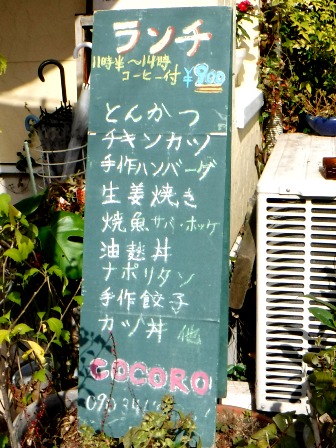 ランチ
11時半～14時
コーヒー付 ¥900
とんかつ
チキンカツ
手作ハンバーグ
生姜焼き
焼魚サバ・ホッケ
油麩丼
ナポリタン
手作餃子
カツ丼 他
COCORO
090